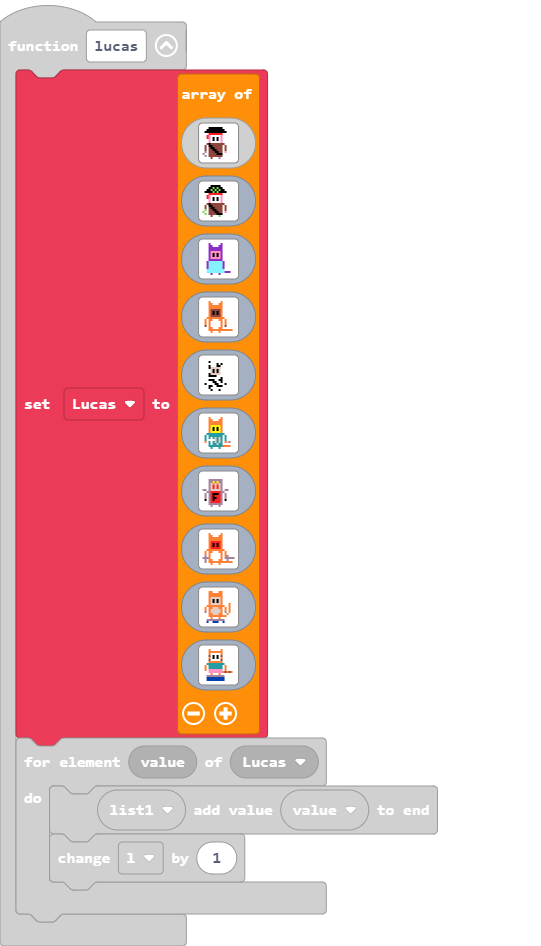 function lucas
array of
set Lucas to
for element value of Lucas
do
list1 add value value to end
change l by 1